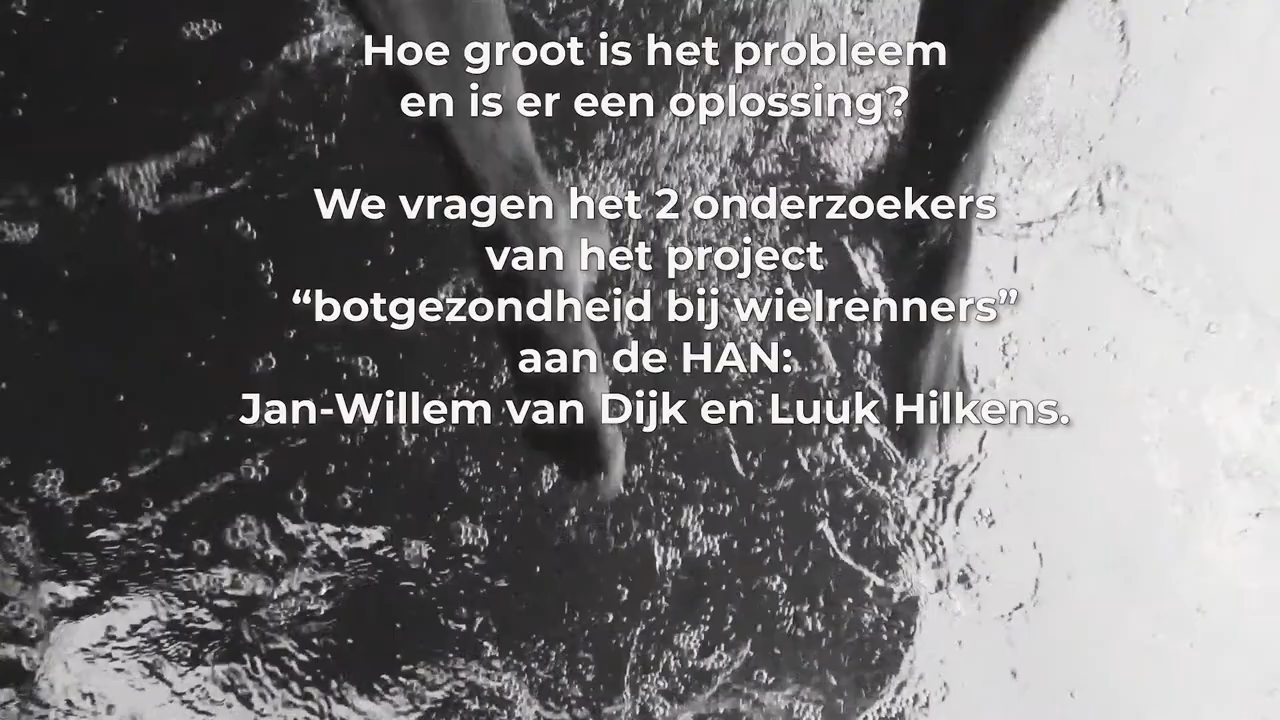 Hoe groot is het probleem
en is er een oplossing?
We vragen het 2 onderzoekers
van het project
“botgezondheid bij wielrenners”
aan de HAN:
Jan-Willem van Dijk en Luuk Hilkens.